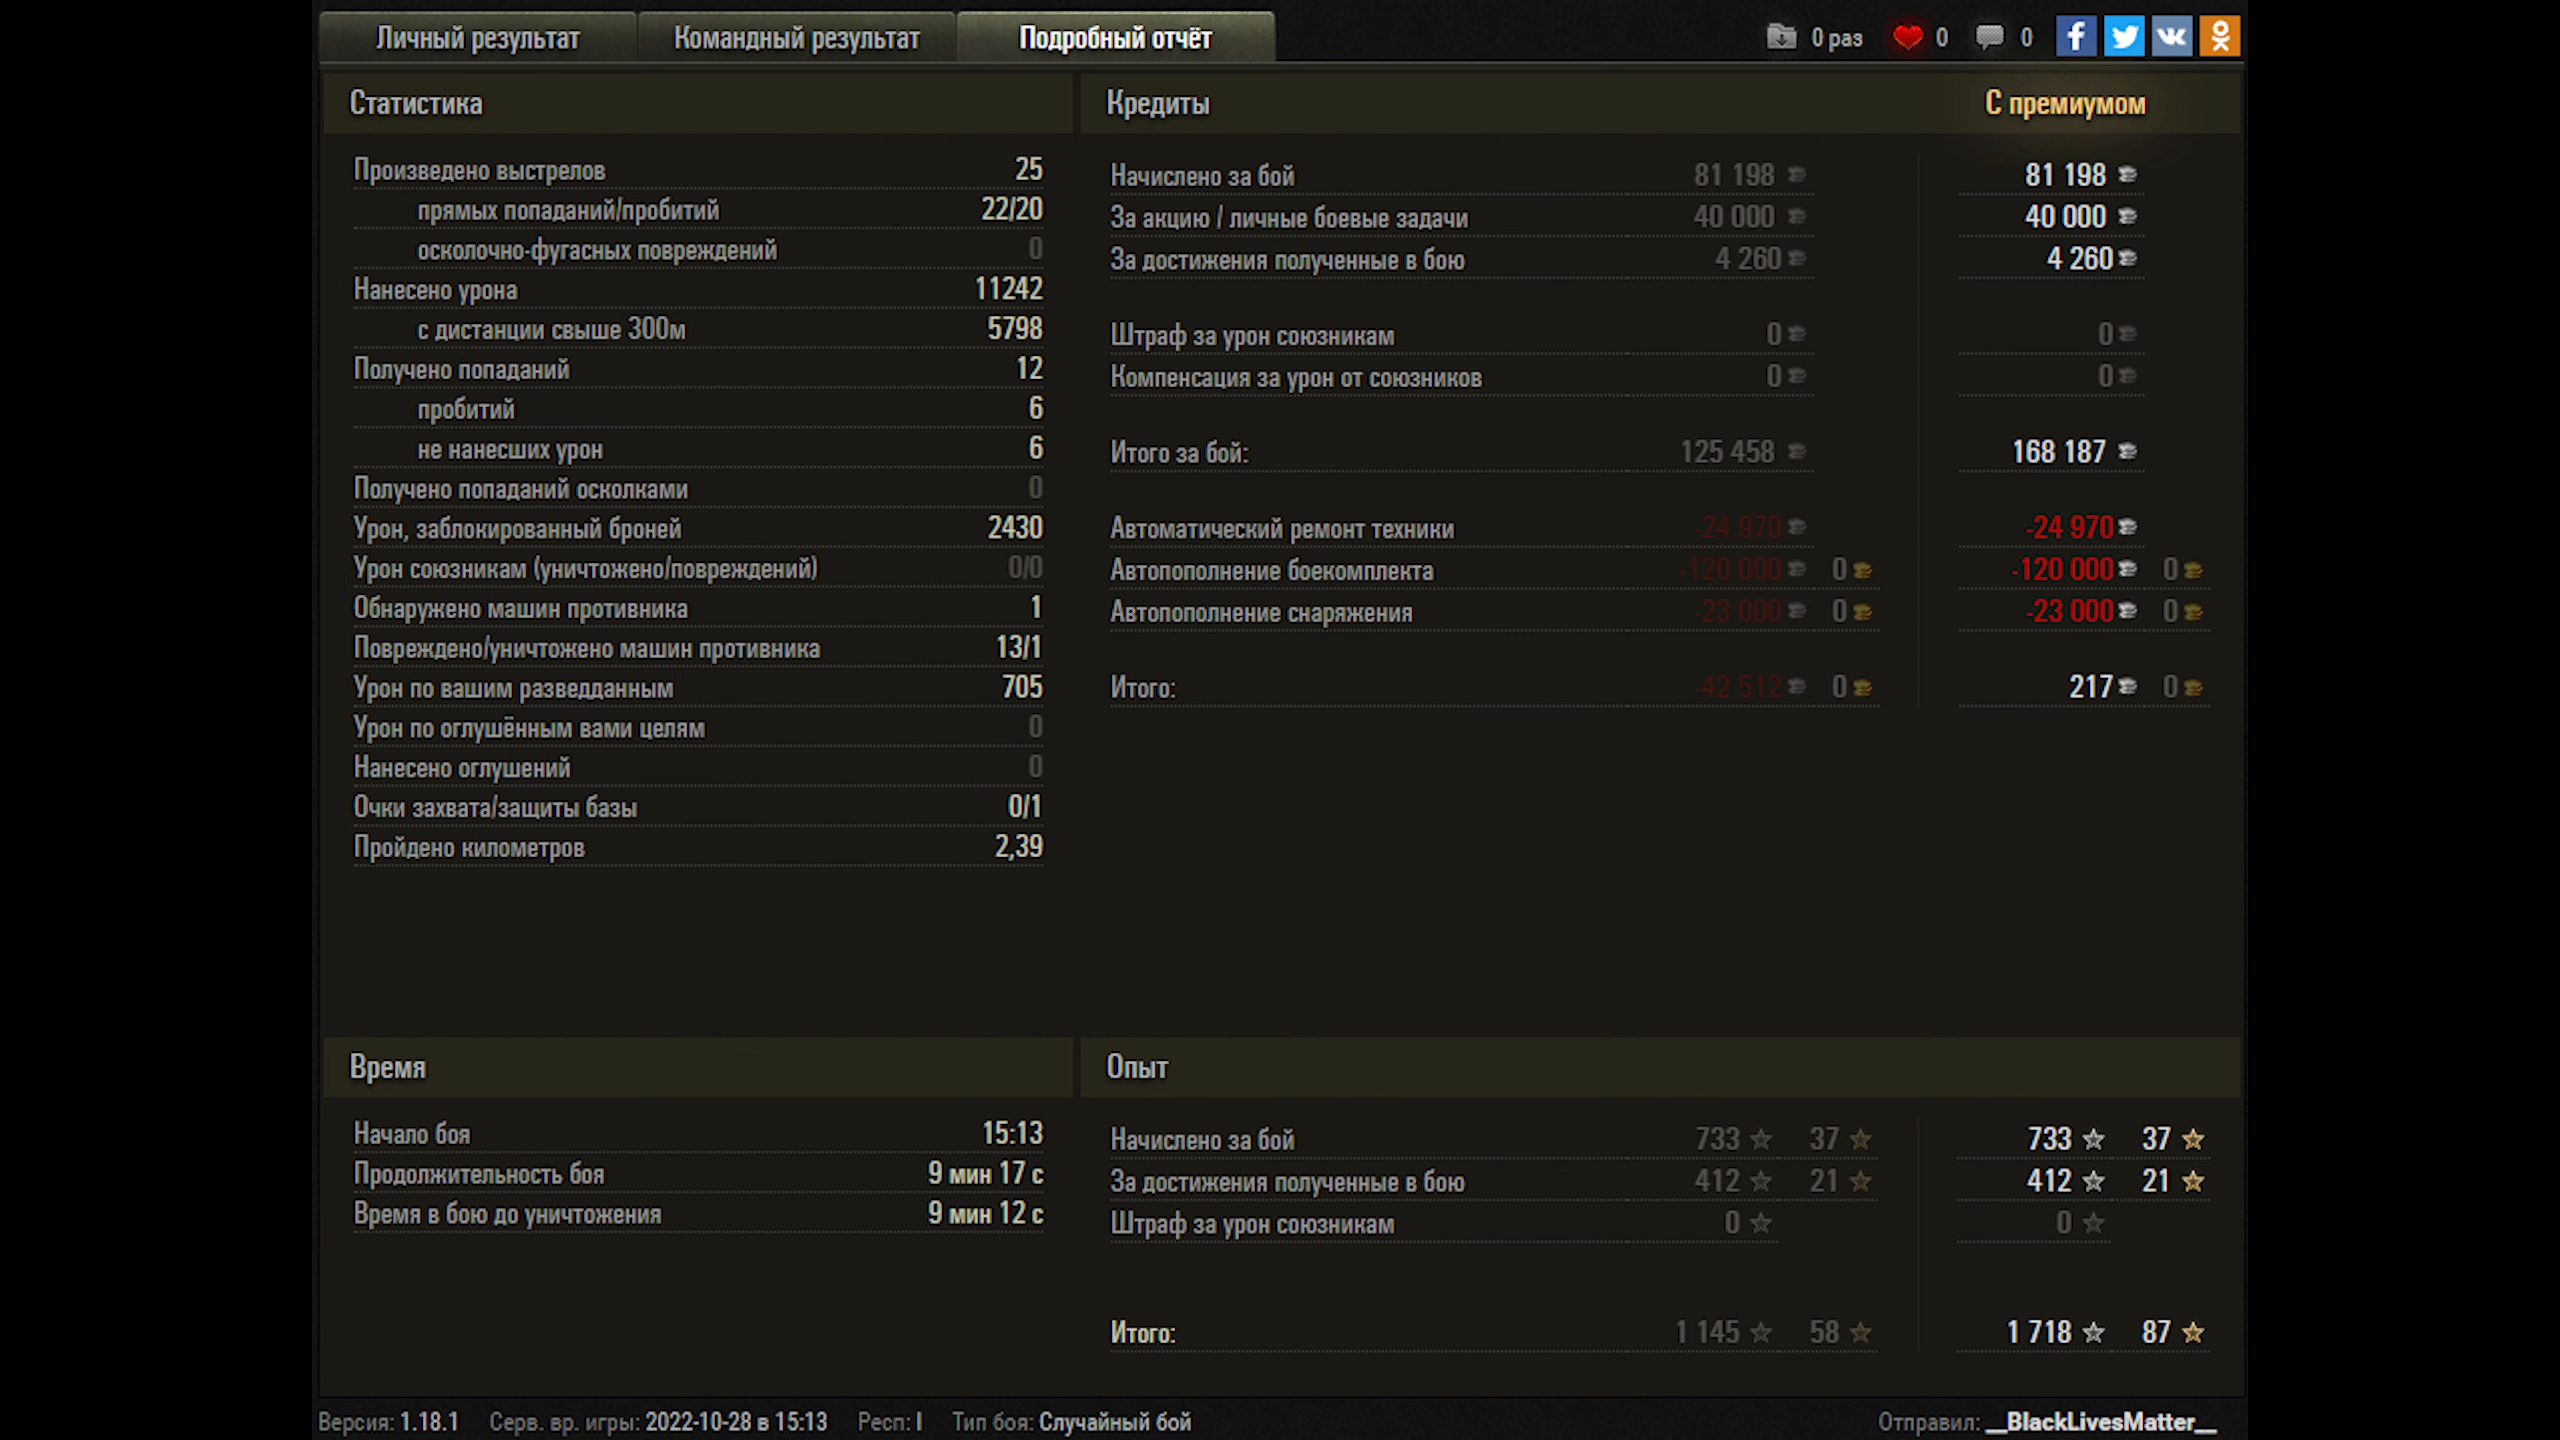 Личный результат Командный результат Подробный отчёт 0 раз 0 0
Статистика
Произведено выстрелов 25
прямых попаданий/пробитий 22/20
осколочно-фугасных повреждений 0
Нанесено урона 11242
с дистанции свыше 300м 5798
Получено попаданий 12
пробитий 6
не нанесших урон 6
Получено попаданий осколками 0
Урон, заблокированный броней 2430
Урон союзникам (уничтожено/повреждений) 0/0
Обнаружено машин противника 1
Повреждено/уничтожено машин противника 13/1
Урон по вашим разведданным 705
Урон по оглушённым вами целям 0
Нанесено оглушений 0
Очки захвата/защиты базы 0/1
Пройдено километров 2,39
Кредиты С премиумом
Начислено за бой 81 198 81 198
За акцию / личные боевые задачи 40 000 40 000
За достижения полученные в бою 4 260 4 260
Штраф за урон союзникам 0 0
Компенсация за урон от союзников 0 0
Итого за бой: 125 458 168 187
Автоматический ремонт техники -24 970 -24 970
Автопополнение боекомплекта -120 000 0 -120 000 0
Автопополнение снаряжения -23 000 0 -23 000 0
Итого: -42 512 0 217 0
Время
Начало боя 15:13
Продолжительность боя 9 мин 17 с
Время в бою до уничтожения 9 мин 12 с
Опыт
Начислено за бой 733 37 733 37
За достижения полученные в бою 412 21 412 21
Штраф за урон союзникам 0 0
Итого: 1 145 58 1 718 87
Версия: 1.18.1 Серв. вр. игры: 2022-10-28 в 15:13 Респ: I Тип боя: Случайный бой Отправил: __BlackLivesMatter__